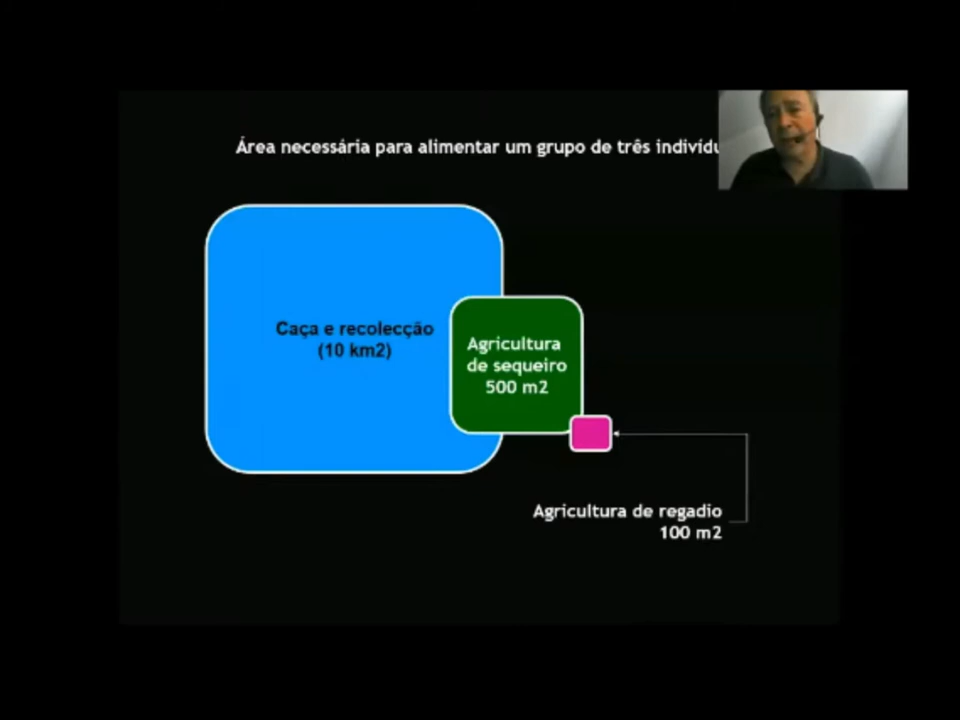 Área necessária para alimentar um grupo de três
Caça e recolecção
(10 km2)
Agricultura
de sequeiro
500 m2
Agricultura de regadio
100 m2